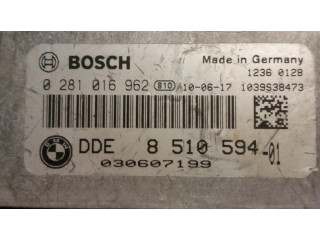 BOSCH
Made in Germany
1236 0128
0 281 016 962 810 10-06-17 1039S38473
BMW
DDE 8 510 594-01
030607199